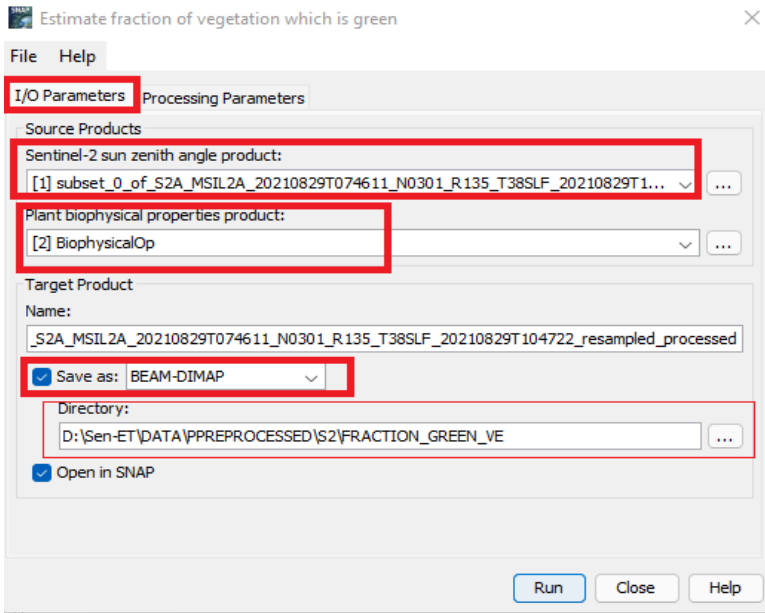 SNAP
Estimate fraction of vegetation which is green
File Help
I/O Parameters Processing Parameters
Source Products
Sentinel-2 sun zenith angle product:
[1] subset_0_of_S2A_MSIL2A_20210829T074611_N0301_R135_T38SLF_20210829T1... ...
Plant biophysical properties product:
[2] BiophysicalOp ...
Target Product
Name:
_S2A_MSIL2A_20210829T074611_N0301_R135_T38SLF_20210829T104722_resampled_processed
Save as: BEAM-DIMAP
Directory:
D:\Sen-ET\DATA\PPREPROCESSED\S2\FRACTION_GREEN_VE ...
Open in SNAP
Run Close Help